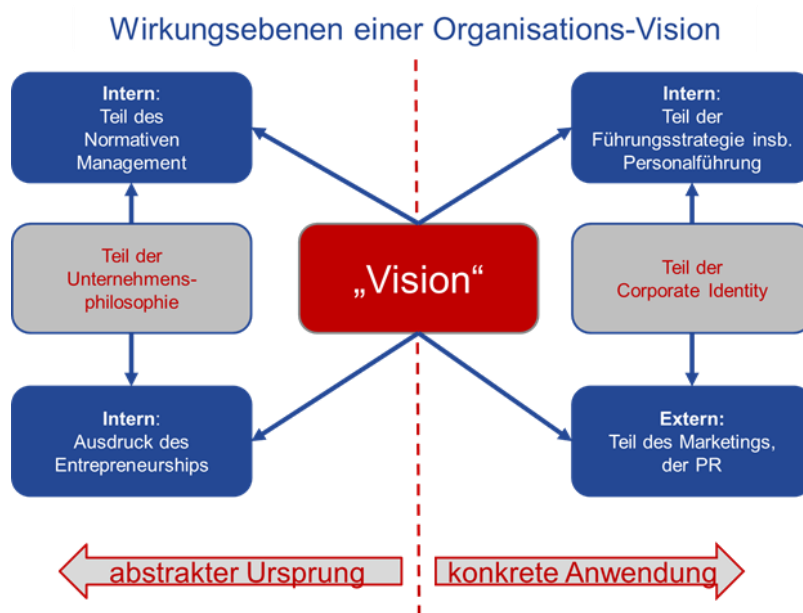 Wirkungsebenen einer Organisations-Vision
Intern:
Teil des
Normativen
Management
Intern:
Teil der
Führungsstrategie insb.
Personalführung
Teil der
Unternehmens-
philosophie
„Vision“
Teil der
Corporate Identity
Intern:
Ausdruck des
Entrepreneurships
Extern:
Teil des Marketings,
der PR
abstrakter Ursprung
konkrete Anwendung